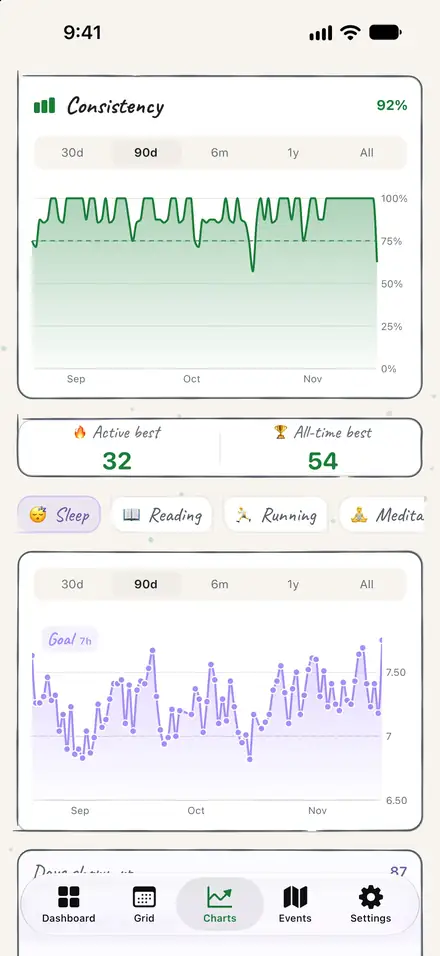 9:41
Consistency 92%
30d 90d 6m 1y All
100%
75%
50%
25%
0%
Sep Oct Nov
🔥 Active best 🏆 All-time best
32 54
😴 Sleep 📖 Reading 🏃 Running 🧘 Medita
30d 90d 6m 1y All
Goal 7h
7.50
7
6.50
Sep Oct Nov
87
Dashboard Grid Charts Events Settings